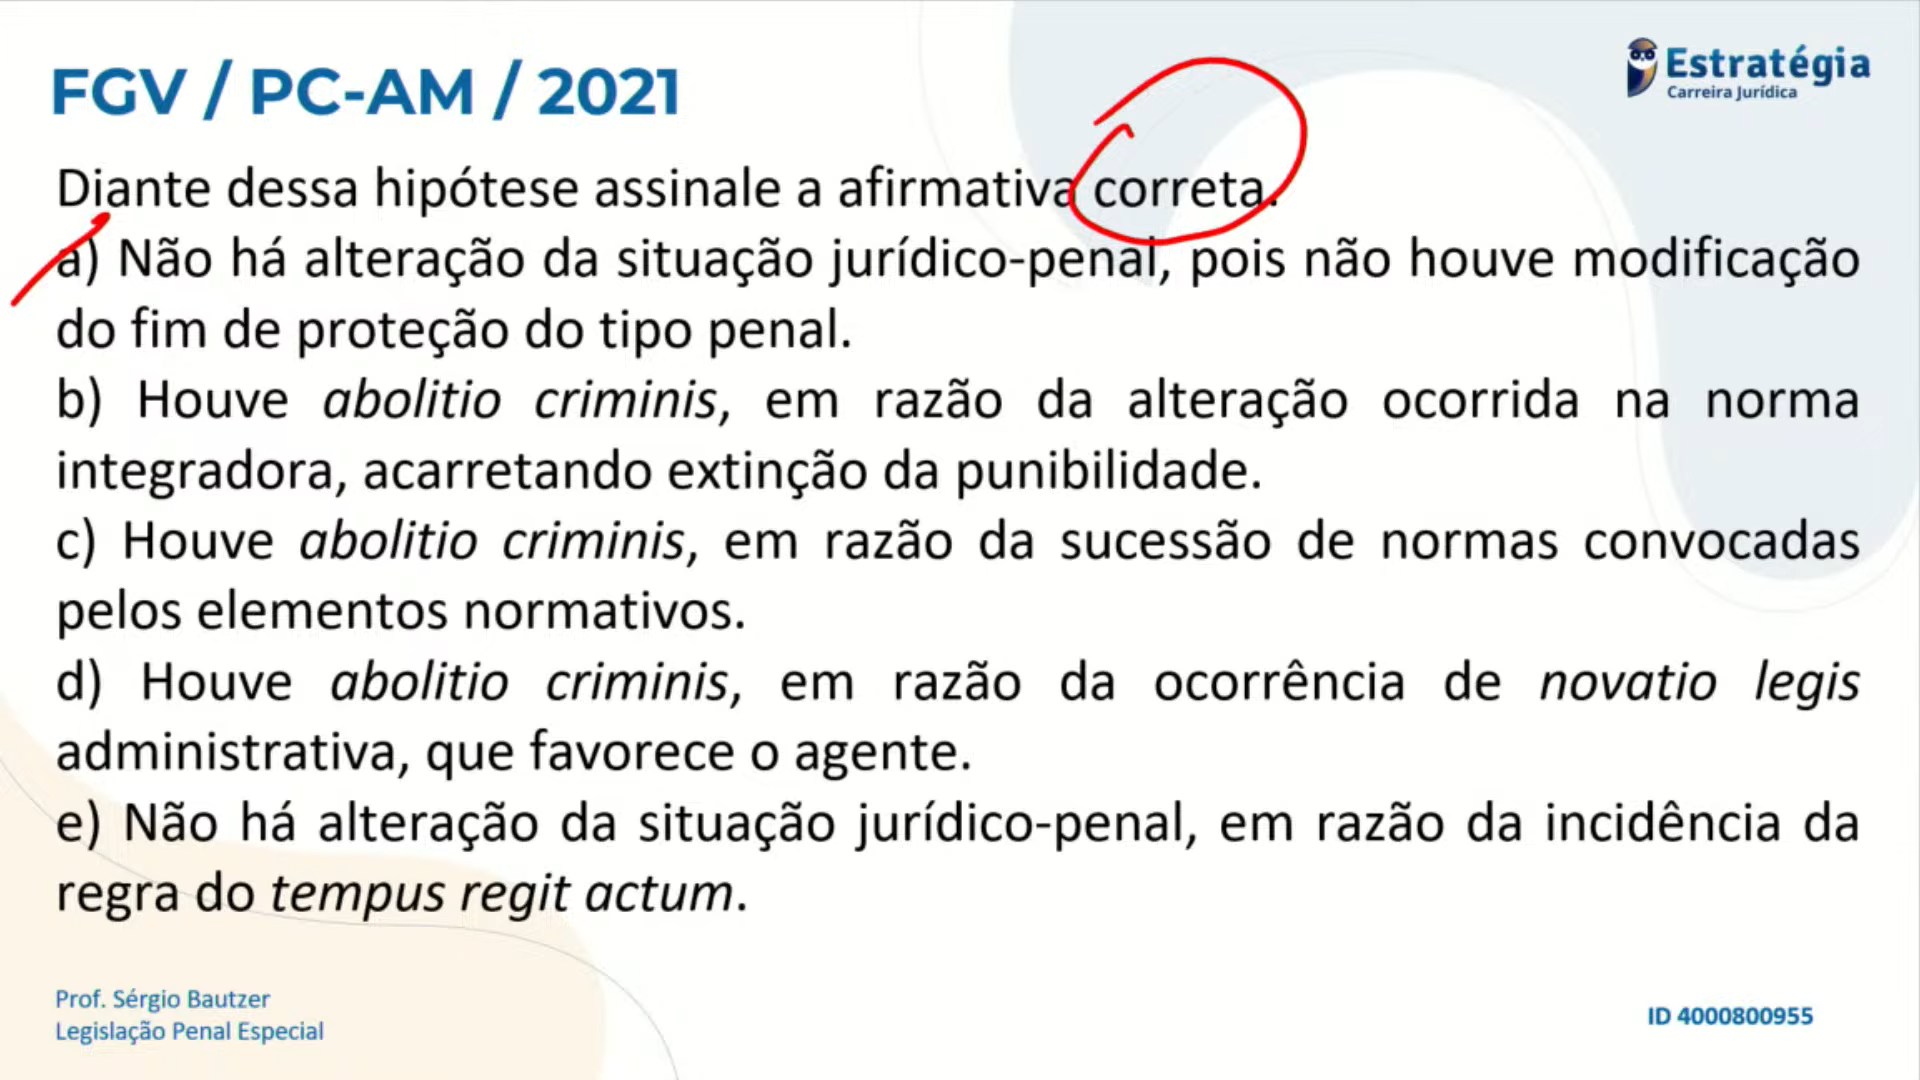 FGV / PC-AM / 2021
Estratégia
Carreira Jurídica
Diante dessa hipótese assinale a afirmativa correta.
a) Não há alteração da situação jurídico-penal, pois não houve modificação
do fim de proteção do tipo penal.
b) Houve abolitio criminis, em razão da alteração ocorrida na norma
integradora, acarretando extinção da punibilidade.
c) Houve abolitio criminis, em razão da sucessão de normas convocadas
pelos elementos normativos.
d) Houve abolitio criminis, em razão da ocorrência de novatio legis
administrativa, que favorece o agente.
e) Não há alteração da situação jurídico-penal, em razão da incidência da
regra do tempus regit actum.
Prof. Sérgio Bautzer
Legislação Penal Especial
ID 4000800955